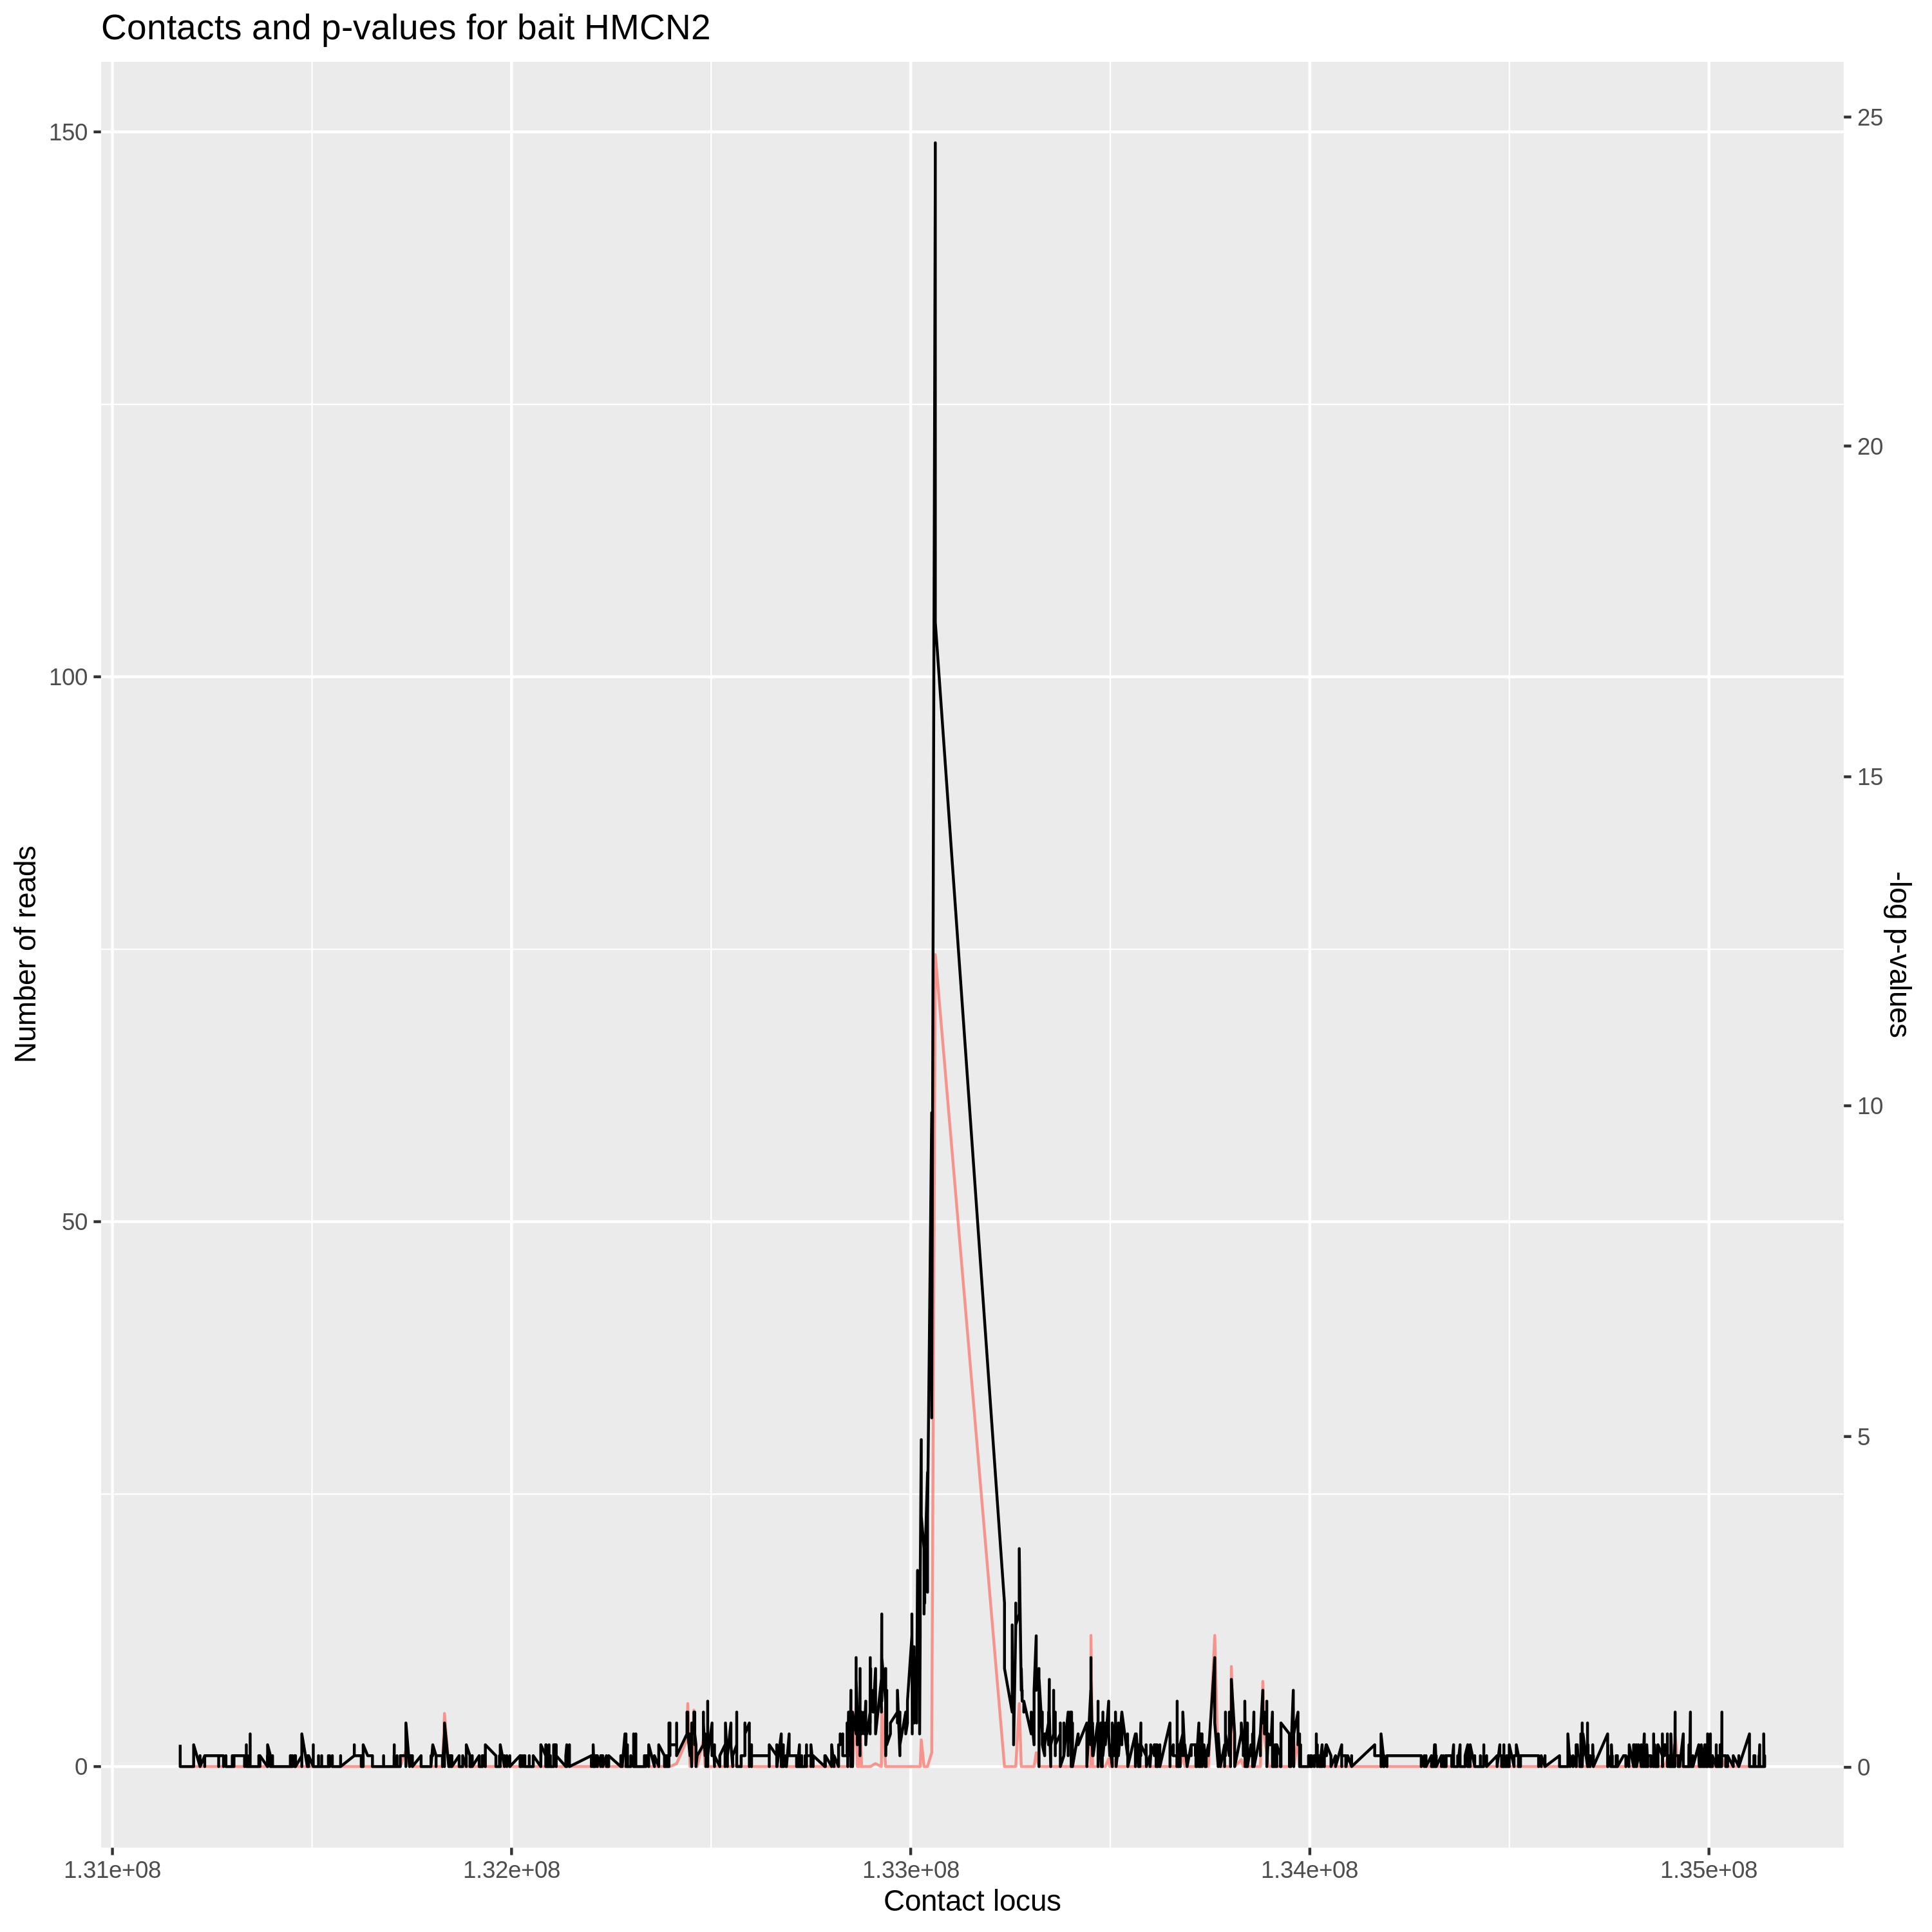 Contacts and p-values for bait HMCN2
150
100
50
0
Number of reads
25
20
15
10
5
0
-log p-values
1.31e+08
1.32e+08
1.33e+08
1.34e+08
1.35e+08
Contact locus